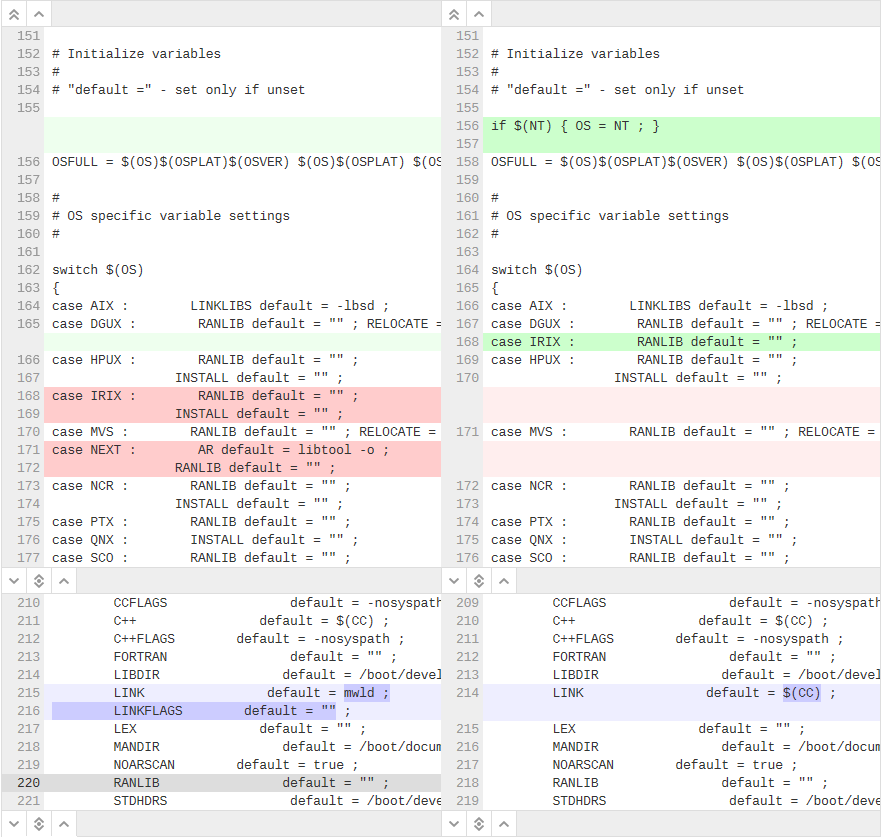 151
152 # Initialize variables
153 #
154 # "default =" - set only if unset
155
156 OSFULL = $(OS)$(OSPLAT)$(OSVER) $(OS)$(OSPLAT) $(OS
157
158 #
159 # OS specific variable settings
160 #
161
162 switch $(OS)
163 {
164 case AIX : LINKLIBS default = -lbsd ;
165 case DGUX : RANLIB default = "" ; RELOCATE =
166 case HPUX : RANLIB default = "" ;
167 INSTALL default = "" ;
168 case IRIX : RANLIB default = "" ;
169 INSTALL default = "" ;
170 case MVS : RANLIB default = "" ; RELOCATE =
171 case NEXT : AR default = libtool -o ;
172 RANLIB default = "" ;
173 case NCR : RANLIB default = "" ;
174 INSTALL default = "" ;
175 case PTX : RANLIB default = "" ;
176 case QNX : INSTALL default = "" ;
177 case SCO : RANLIB default = "" ;
210 CCFLAGS default = -nosyspath
211 C++ default = $(CC) ;
212 C++FLAGS default = -nosyspath ;
213 FORTRAN default = "" ;
214 LIBDIR default = /boot/devel
215 LINK default = mwld ;
216 LINKFLAGS default = "" ;
217 LEX default = "" ;
218 MANDIR default = /boot/docum
219 NOARSCAN default = true ;
220 RANLIB default = "" ;
221 STDHDRS default = /boot/deve
151
152 # Initialize variables
153 #
154 # "default =" - set only if unset
155
156 if $(NT) { OS = NT ; }
157
158 OSFULL = $(OS)$(OSPLAT)$(OSVER) $(OS)$(OSPLAT) $(OS
159
160 #
161 # OS specific variable settings
162 #
163
164 switch $(OS)
165 {
166 case AIX : LINKLIBS default = -lbsd ;
167 case DGUX : RANLIB default = "" ; RELOCATE =
168 case IRIX : RANLIB default = "" ;
169 case HPUX : RANLIB default = "" ;
170 INSTALL default = "" ;
171 case MVS : RANLIB default = "" ; RELOCATE =
172 case NCR : RANLIB default = "" ;
173 INSTALL default = "" ;
174 case PTX : RANLIB default = "" ;
175 case QNX : INSTALL default = "" ;
176 case SCO : RANLIB default = "" ;
209 CCFLAGS default = -nosyspath
210 C++ default = $(CC) ;
211 C++FLAGS default = -nosyspath ;
212 FORTRAN default = "" ;
213 LIBDIR default = /boot/devel
214 LINK default = $(CC) ;
215 LEX default = "" ;
216 MANDIR default = /boot/docum
217 NOARSCAN default = true ;
218 RANLIB default = "" ;
219 STDHDRS default = /boot/deve